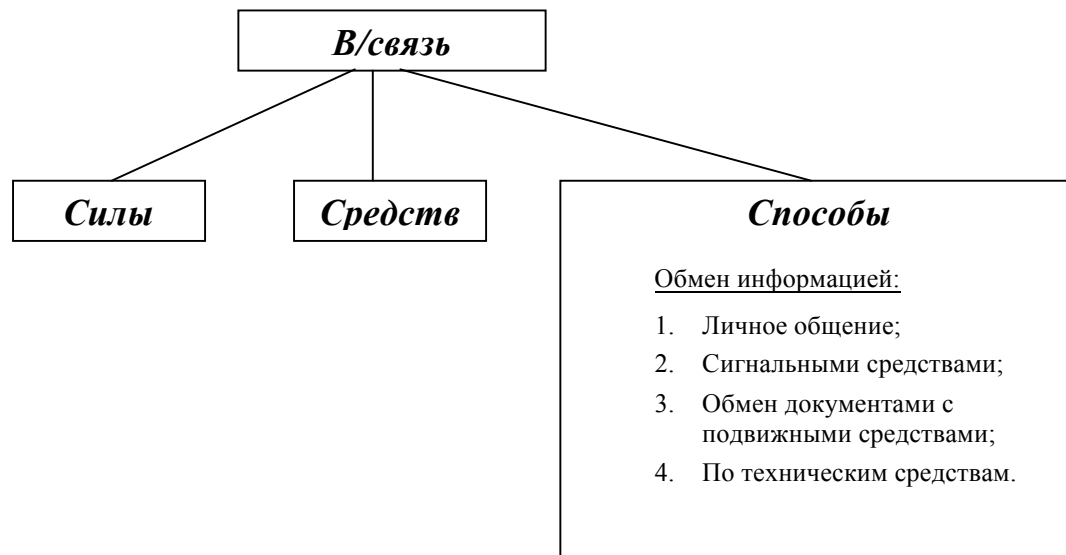 В/связь
Силы
Средств
Способы
Обмен информацией:
1. Личное общение;
2. Сигнальными средствами;
3. Обмен документами с
подвижными средствами;
4. По техническим средствам.